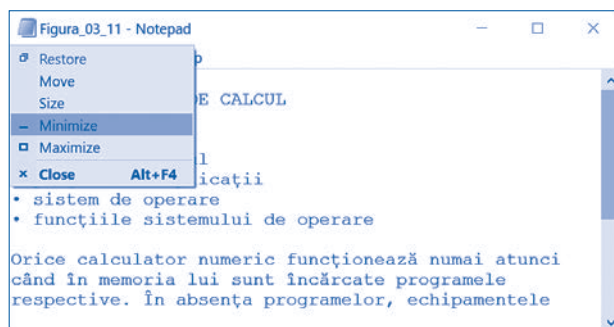 Figura_03_11 - Notepad
Restore
Move
Size
Minimize
Maximize
Close Alt+F4
DE CALCUL
• sistem de operare
• funcțiile sistemului de operare
Orice calculator numeric funcționează numai atunci
când în memoria lui sunt încărcate programele
respective. În absența programelor, echipamentele